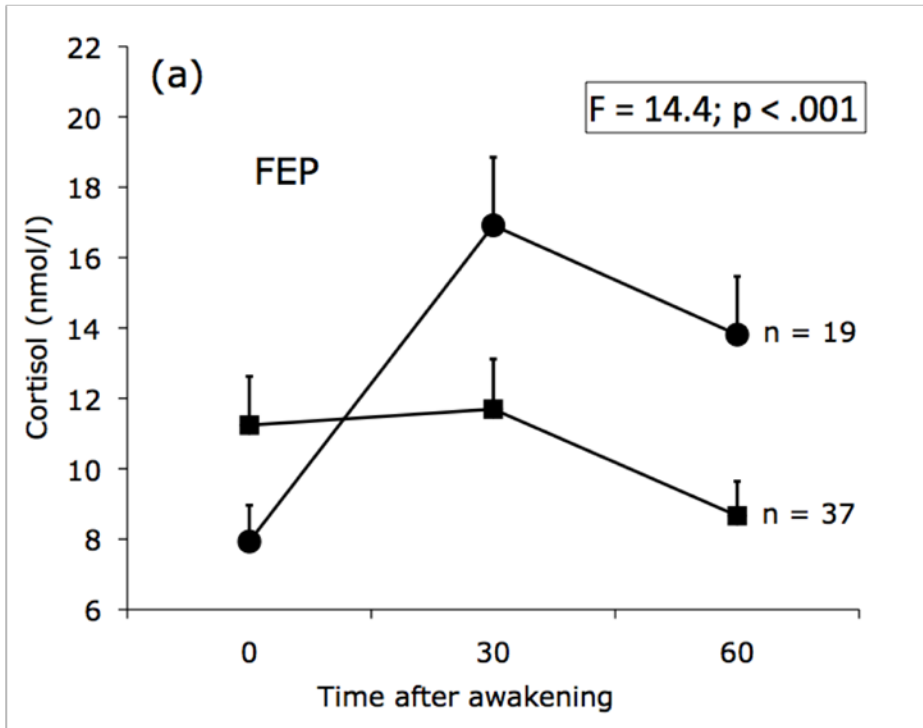 (a)
F = 14.4; p < .001
FEP
Cortisol (nmol/l)
22
20
18
16
14
12
10
8
6
n = 19
n = 37
0 30 60
Time after awakening